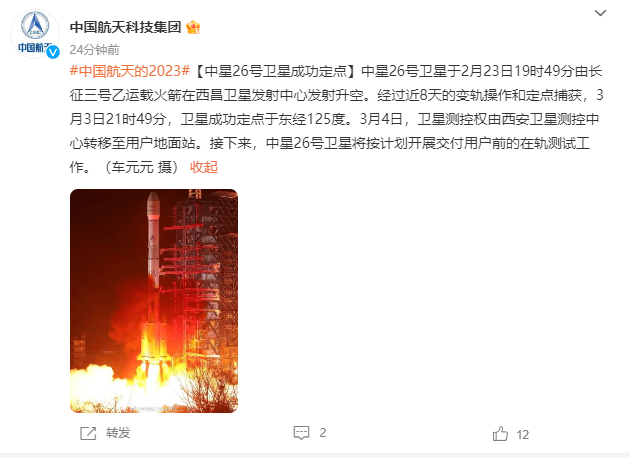 中国航天科技集团
24分钟前
#中国航天的2023#【中星26号卫星成功定点】中星26号卫星于2月23日19时49分由长
征三号乙运载火箭在西昌卫星发射中心发射升空。经过近8天的变轨操作和定点捕获，3
月3日21时49分，卫星成功定点于东经125度。3月4日，卫星测控权由西安卫星测控中
心转移至用户地面站。接下来，中星26号卫星将按计划开展交付用户前的在轨测试工
作。（车元元 摄） 收起
转发
2
12